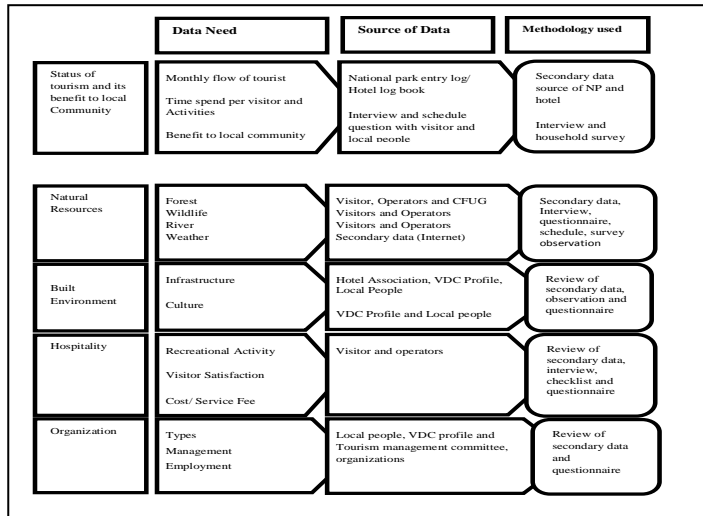 Data Need
Source of Data
Methodology used
Status of
tourism and its
benefit to local
Community
Monthly flow of tourist
Time spend per visitor and
Activities
Benefit to local community
National park entry log/
Hotel log book
Interview and schedule
question with visitor and
local people
Secondary data
source of NP and
hotel
Interview and
household survey
Natural
Resources
Forest
Wildlife
River
Weather
Visitor, Operators and CFUG
Visitors and Operators
Visitors and Operators
Secondary data (Internet)
Secondary data,
Interview,
questionnaire,
schedule, survey
observation
Built
Environment
Infrastructure
Culture
Hotel Association, VDC Profile,
Local People
VDC Profile and Local people
Review of
secondary data,
observation and
questionnaire
Hospitality
Recreational Activity
Visitor Satisfaction
Cost/ Service Fee
Visitor and operators
Review of
secondary data,
interview,
checklist and
questionnaire
Organization
Types
Management
Employment
Local people, VDC profile and
Tourism management committee,
organizations
Review of
secondary data
and
questionnaire